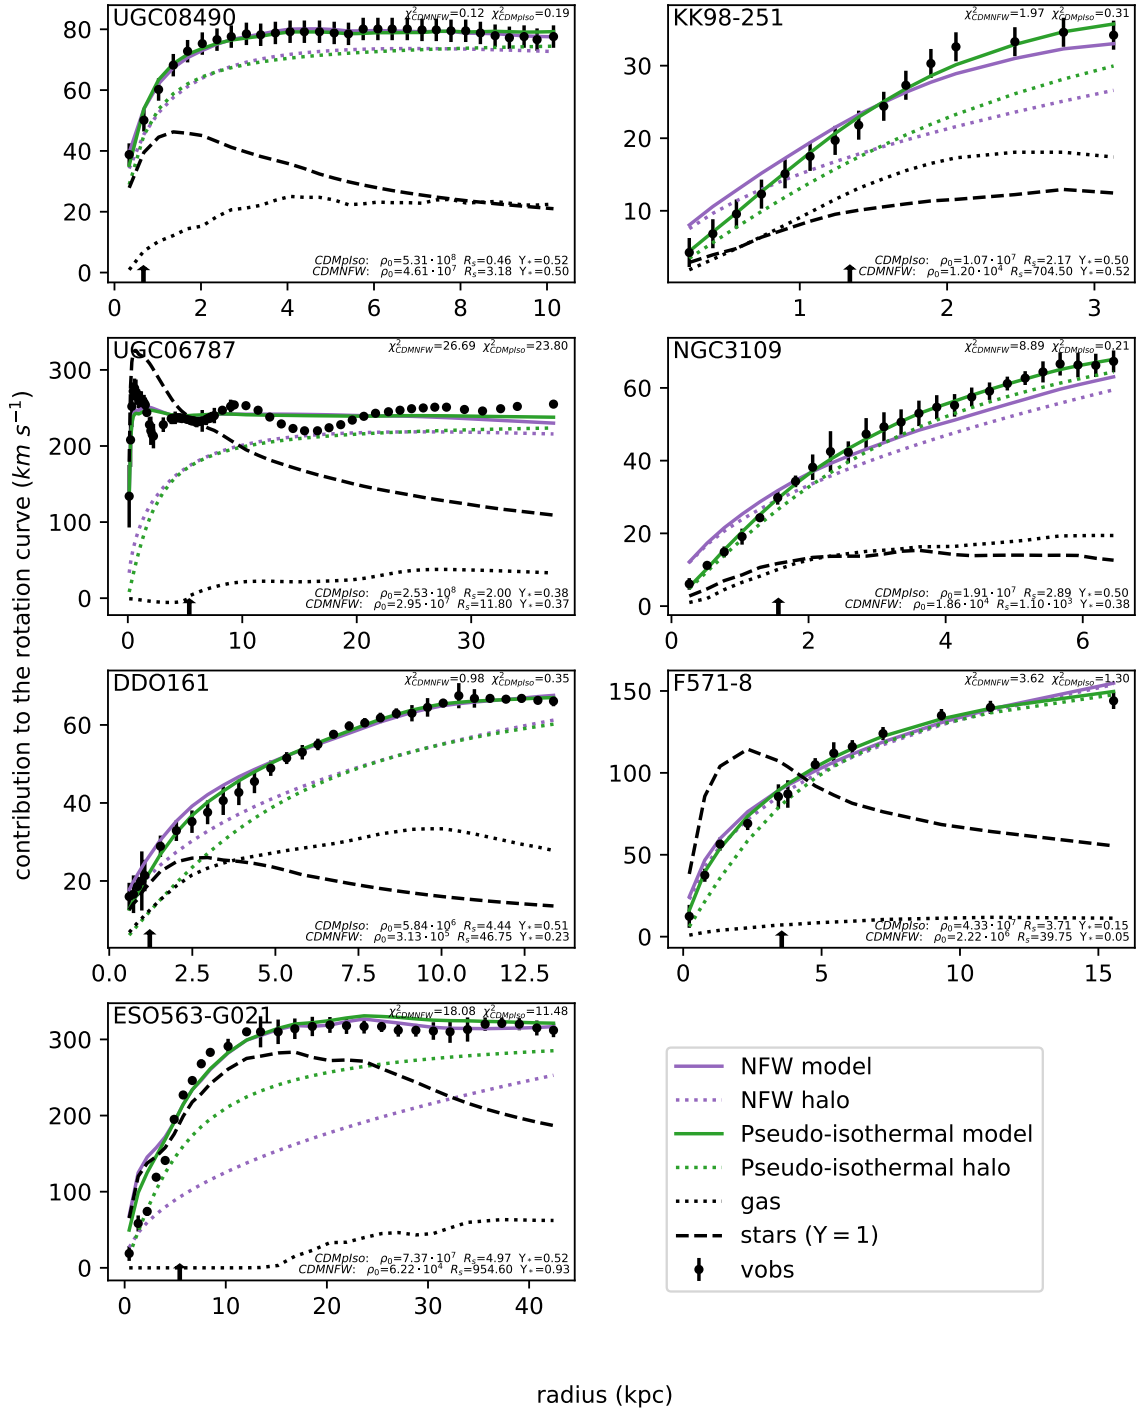 UGC08490
χ²CDMNFW=0.12 χ²CDMpIso=0.19
80
60
40
20
0
CDMpIso: ρ₀=5.31·10⁸ Rₛ=0.46 Υ*=0.52
CDMNFW: ρ₀=4.61·10⁷ Rₛ=3.18 Υ*=0.50
0 2 4 6 8 10
KK98-251
χ²CDMNFW=1.97 χ²CDMpIso=0.31
30
20
10
CDMpIso: ρ₀=1.07·10⁷ Rₛ=2.17 Υ*=0.50
CDMNFW: ρ₀=1.20·10⁴ Rₛ=704.50 Υ*=0.52
1 2 3
UGC06787
χ²CDMNFW=26.69 χ²CDMpIso=23.80
300
200
100
0
CDMpIso: ρ₀=2.53·10⁸ Rₛ=2.00 Υ*=0.38
CDMNFW: ρ₀=2.95·10⁷ Rₛ=11.80 Υ*=0.37
0 10 20 30
NGC3109
χ²CDMNFW=8.89 χ²CDMpIso=0.21
60
40
20
0
CDMpIso: ρ₀=1.91·10⁷ Rₛ=2.89 Υ*=0.50
CDMNFW: ρ₀=1.86·10⁴ Rₛ=1.10·10³ Υ*=0.38
0 2 4 6
DDO161
χ²CDMNFW=0.98 χ²CDMpIso=0.35
60
40
20
CDMpIso: ρ₀=5.84·10⁶ Rₛ=4.44 Υ*=0.51
CDMNFW: ρ₀=3.13·10⁵ Rₛ=46.75 Υ*=0.23
0.0 2.5 5.0 7.5 10.0 12.5
F571-8
χ²CDMNFW=3.62 χ²CDMpIso=1.30
150
100
50
0
CDMpIso: ρ₀=4.33·10⁷ Rₛ=3.71 Υ*=0.15
CDMNFW: ρ₀=2.22·10⁶ Rₛ=39.75 Υ*=0.05
0 5 10 15
ESO563-G021
χ²CDMNFW=18.08 χ²CDMpIso=11.48
300
200
100
0
CDMpIso: ρ₀=7.37·10⁷ Rₛ=4.97 Υ*=0.52
CDMNFW: ρ₀=6.22·10⁴ Rₛ=954.60 Υ*=0.93
0 10 20 30 40
NFW model
NFW halo
Pseudo-isothermal model
Pseudo-isothermal halo
gas
stars (Υ = 1)
vobs
contribution to the rotation curve (km s⁻¹)
radius (kpc)